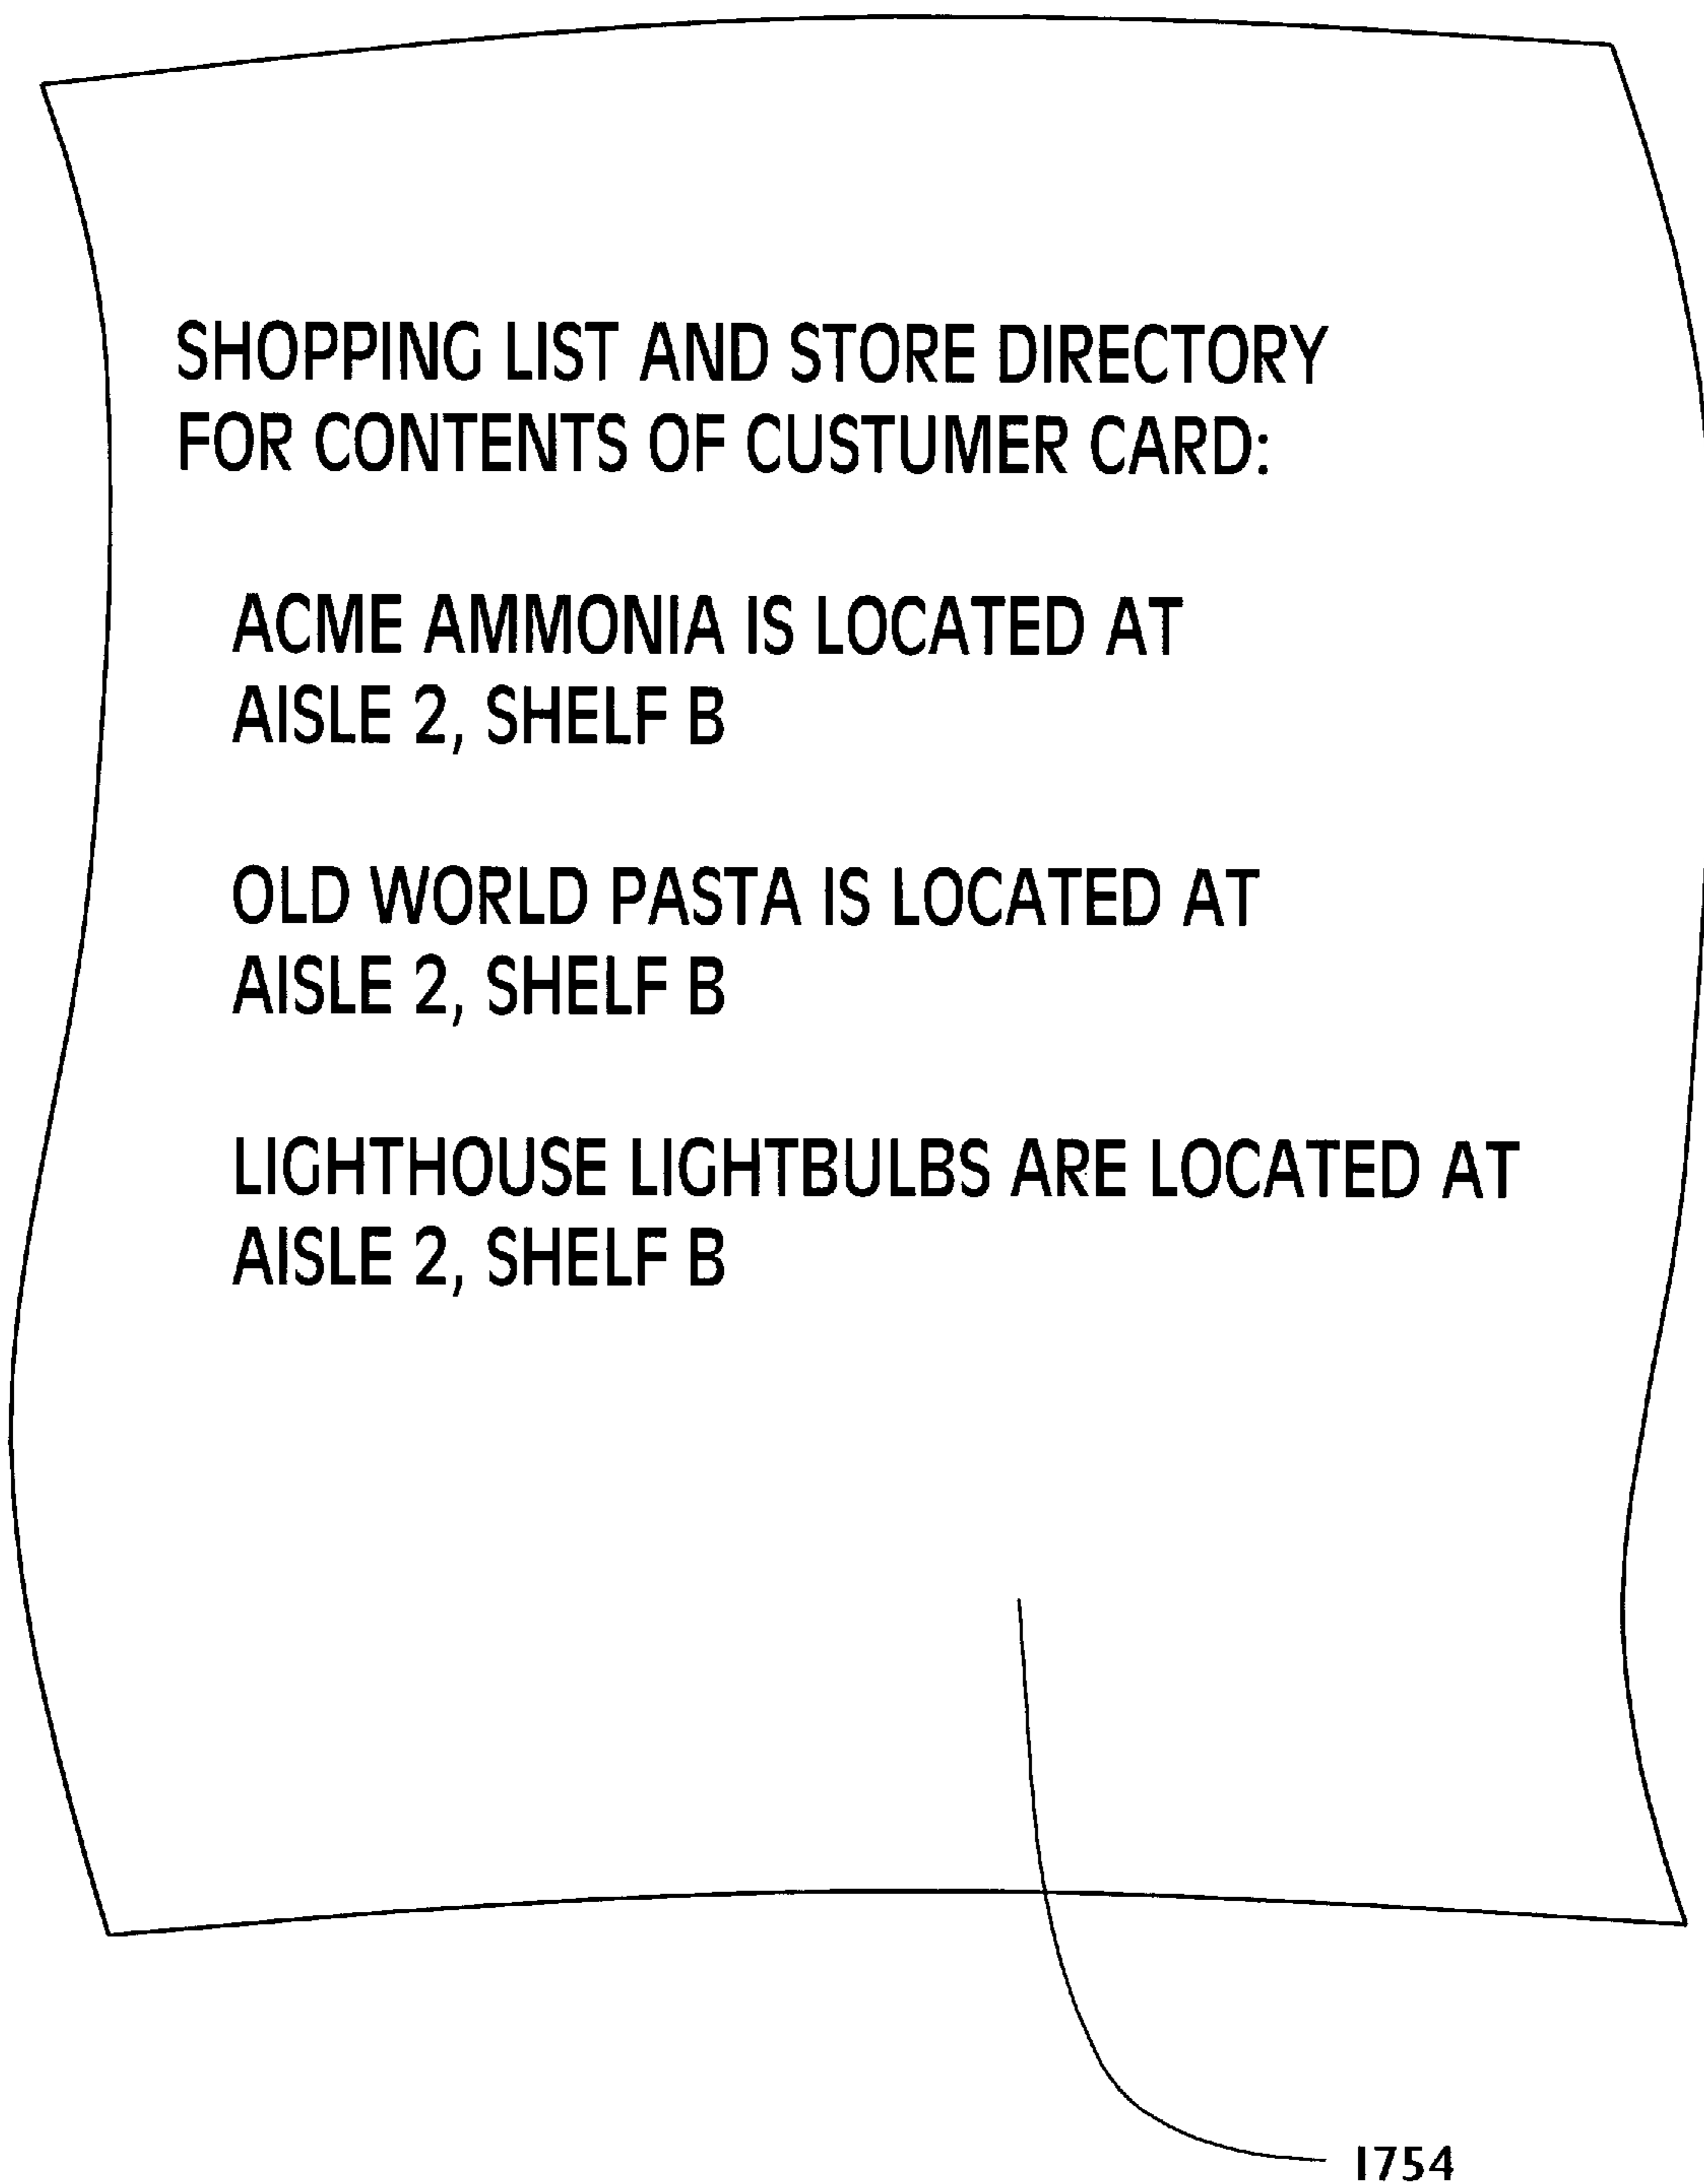 SHOPPING LIST AND STORE DIRECTORY
FOR CONTENTS OF CUSTUMER CARD:
ACME AMMONIA IS LOCATED AT
AISLE 2, SHELF B
OLD WORLD PASTA IS LOCATED AT
AISLE 2, SHELF B
LIGHTHOUSE LIGHTBULBS ARE LOCATED AT
AISLE 2, SHELF B
1754